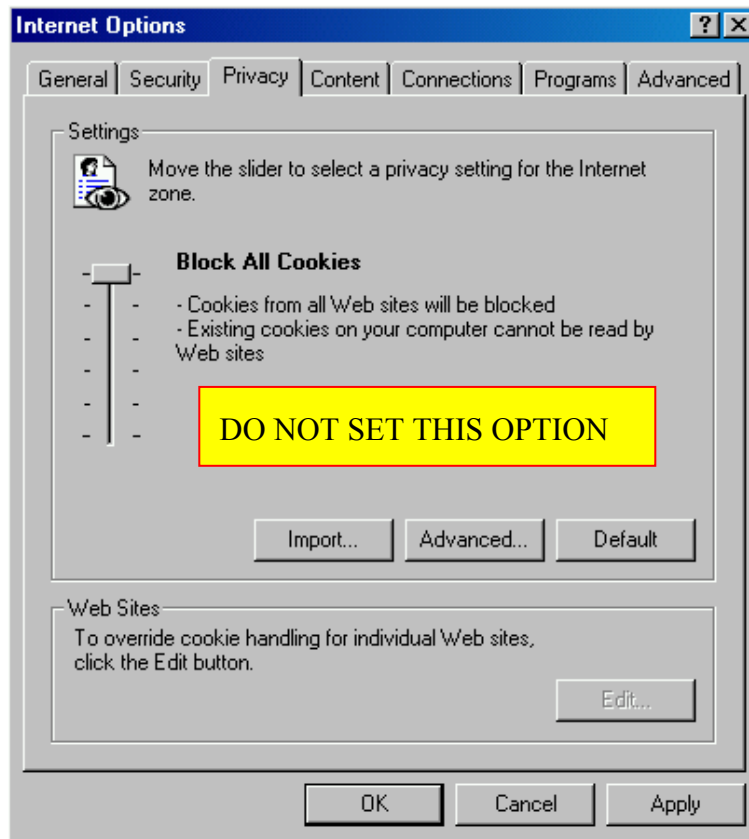 Internet Options
General Security Privacy Content Connections Programs Advanced
Settings
Move the slider to select a privacy setting for the Internet
zone.
Block All Cookies
- Cookies from all Web sites will be blocked
- Existing cookies on your computer cannot be read by
Web sites
DO NOT SET THIS OPTION
Import... Advanced... Default
Web Sites
To override cookie handling for individual Web sites,
click the Edit button.
Edit...
OK Cancel Apply